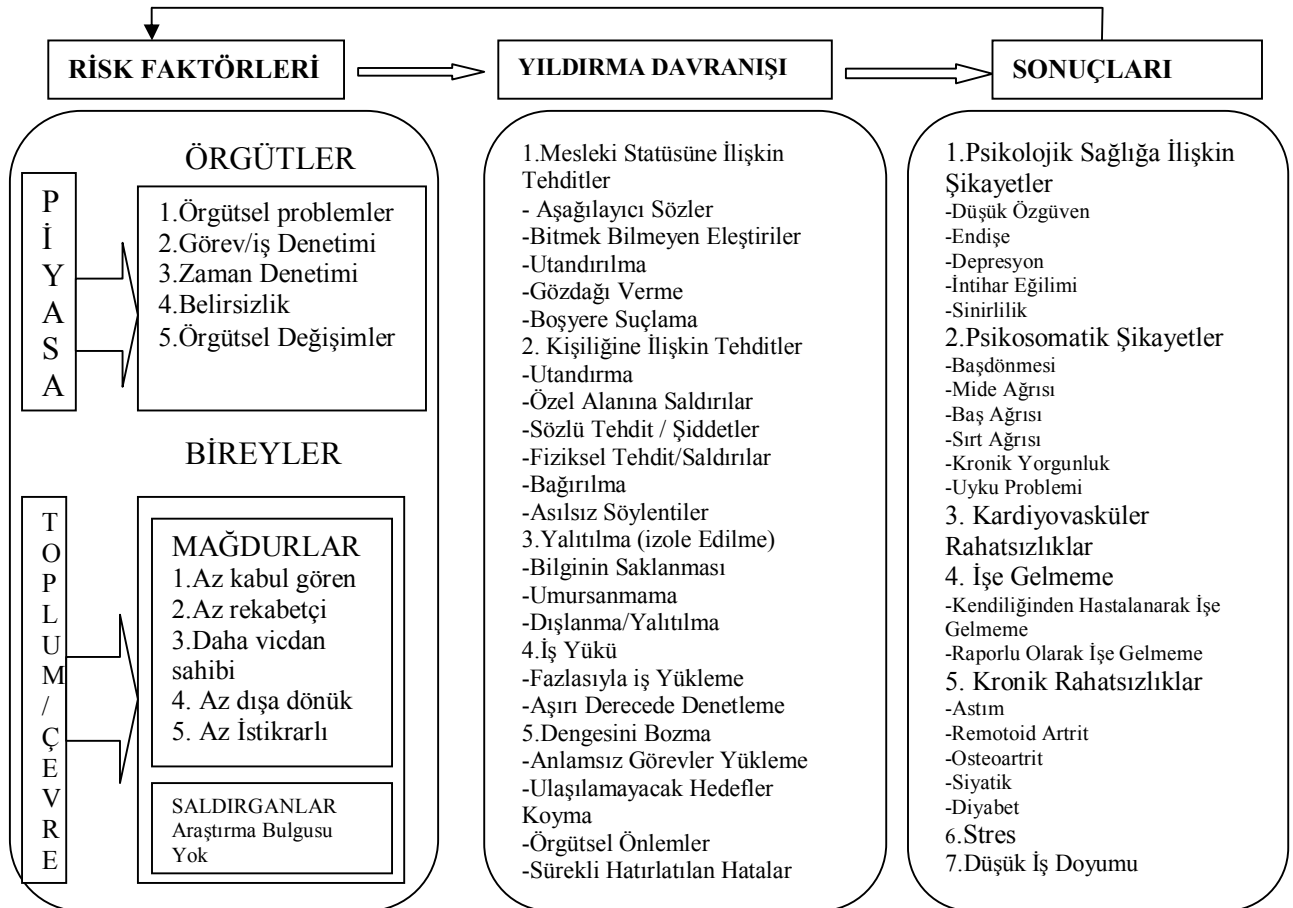 RİSK FAKTÖRLERİ
YILDIRMA DAVRANIŞI
SONUÇLARI
PİYASA
ÖRGÜTLER
1.Örgütsel problemler
2.Görev/iş Denetimi
3.Zaman Denetimi
4.Belirsizlik
5.Örgütsel Değişimler
BİREYLER
TOPLUM/ÇEVRE
MAĞDURLAR
1.Az kabul gören
2.Az rekabetçi
3.Daha vicdan
sahibi
4. Az dışa dönük
5. Az İstikrarlı
SALDIRGANLAR
Araştırma Bulgusu
Yok
1.Mesleki Statüsüne İlişkin
Tehditler
- Aşağılayıcı Sözler
-Bitmek Bilmeyen Eleştiriler
-Utandırılma
-Gözdağı Verme
-Boşyere Suçlama
2. Kişiliğine İlişkin Tehditler
-Utandırma
-Özel Alanına Saldırılar
-Sözlü Tehdit / Şiddetler
-Fiziksel Tehdit/Saldırılar
-Bağırılma
-Asılsız Söylentiler
3.Yalıtılma (izole Edilme)
-Bilginin Saklanması
-Umursanmama
-Dışlanma/Yalıtılma
4.İş Yükü
-Fazlasıyla iş Yükleme
-Aşırı Derecede Denetleme
5.Dengesini Bozma
-Anlamsız Görevler Yükleme
-Ulaşılamayacak Hedefler
Koyma
-Örgütsel Önlemler
-Sürekli Hatırlatılan Hatalar
1.Psikolojik Sağlığa İlişkin
Şikayetler
-Düşük Özgüven
-Endişe
-Depresyon
-İntihar Eğilimi
-Sinirlilik
2.Psikosomatik Şikayetler
-Başdönmesi
-Mide Ağrısı
-Baş Ağrısı
-Sırt Ağrısı
-Kronik Yorgunluk
-Uyku Problemi
3. Kardiyovasküler
Rahatsızlıklar
4. İşe Gelmeme
-Kendiliğinden Hastalanarak İşe
Gelmeme
-Raporlu Olarak İşe Gelmeme
5. Kronik Rahatsızlıklar
-Astım
-Remotoid Artrit
-Osteoartrit
-Siyatik
-Diyabet
6.Stres
7.Düşük İş Doyumu